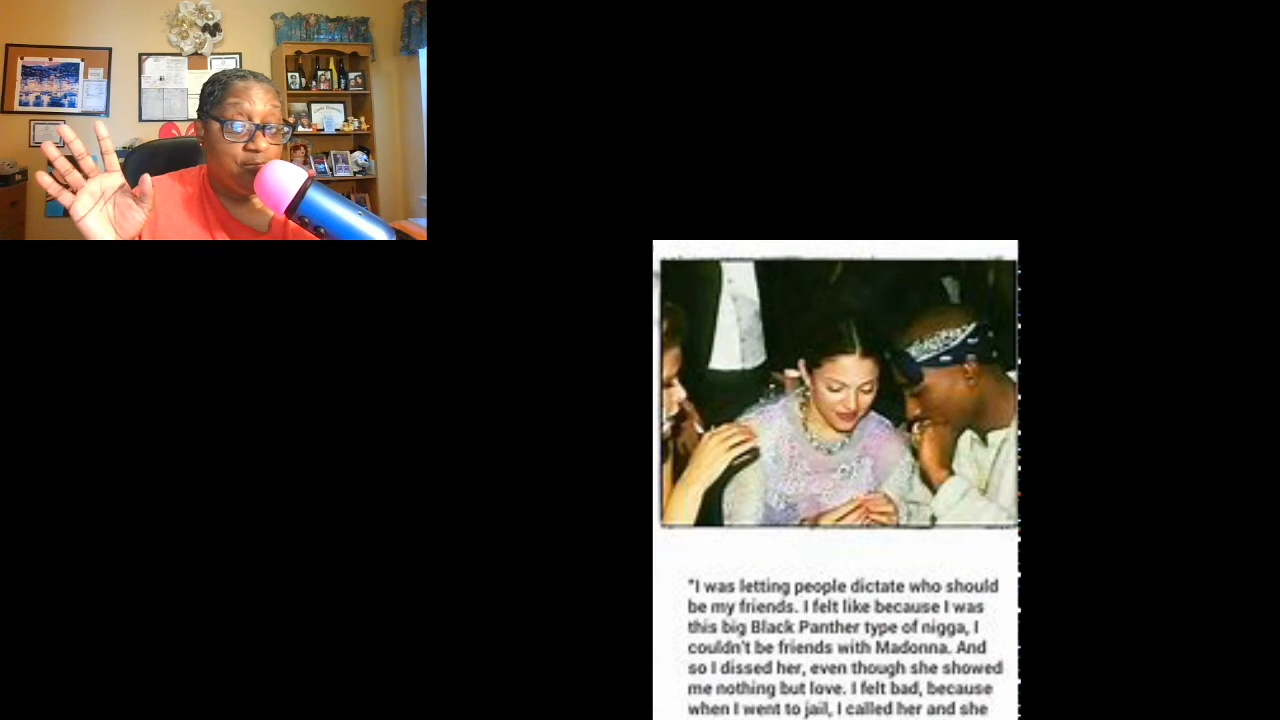 "I was letting people dictate who should
be my friends. I felt like because I was
this big Black Panther type of nigga, I
couldn't be friends with Madonna. And
so I dissed her, even though she showed
me nothing but love. I felt bad, because
when I went to jail, I called her and she